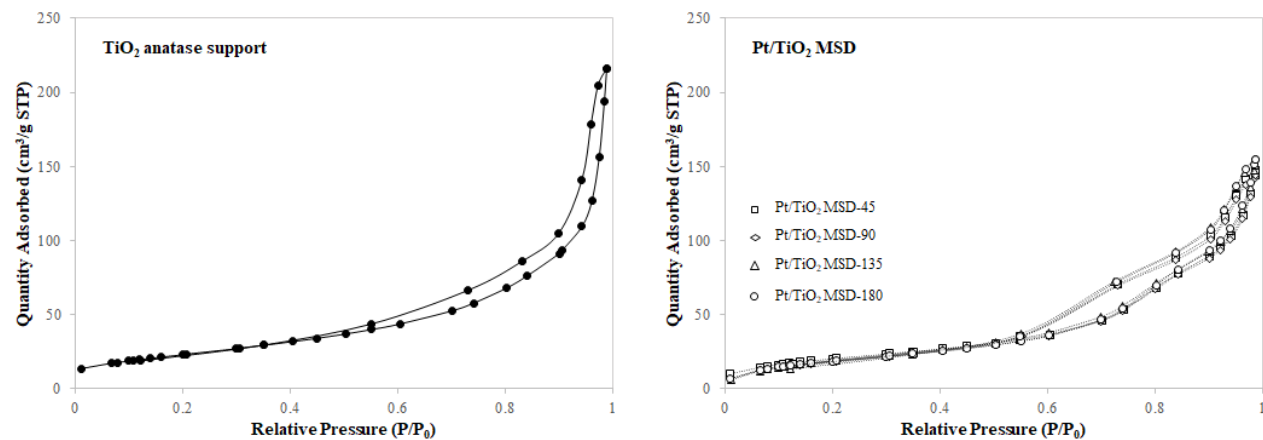 TiO₂ anatase support
Quantity Adsorbed (cm³/g STP)
250
200
150
100
50
0
0 0.2 0.4 0.6 0.8 1
Relative Pressure (P/P₀)
Pt/TiO₂ MSD
Quantity Adsorbed (cm³/g STP)
250
200
150
100
50
0
Pt/TiO₂ MSD-45
Pt/TiO₂ MSD-90
Pt/TiO₂ MSD-135
Pt/TiO₂ MSD-180
0 0.2 0.4 0.6 0.8 1
Relative Pressure (P/P₀)